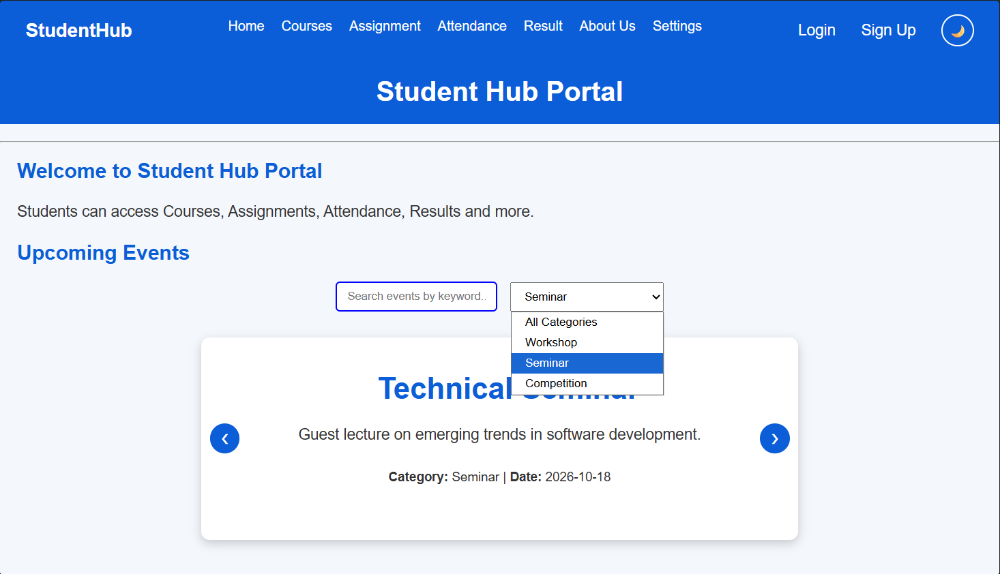 StudentHub
Home Courses Assignment Attendance Result About Us Settings
Login Sign Up
Student Hub Portal
Welcome to Student Hub Portal
Students can access Courses, Assignments, Attendance, Results and more.
Upcoming Events
Search events by keyword..
Seminar
All Categories
Workshop
Seminar
Competition
Technical Seminar
Guest lecture on emerging trends in software development.
Category: Seminar | Date: 2026-10-18